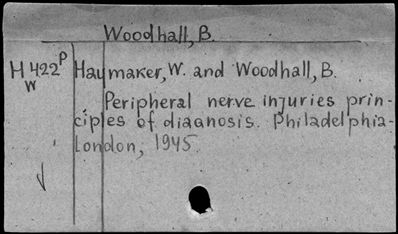 Woodhall, B.
H 422 P Haymaker, W. and Woodhall, B.
W
Peripheral nerve injuries prin-
ciples of diagnosis. Philadelphia-
London, 1945.